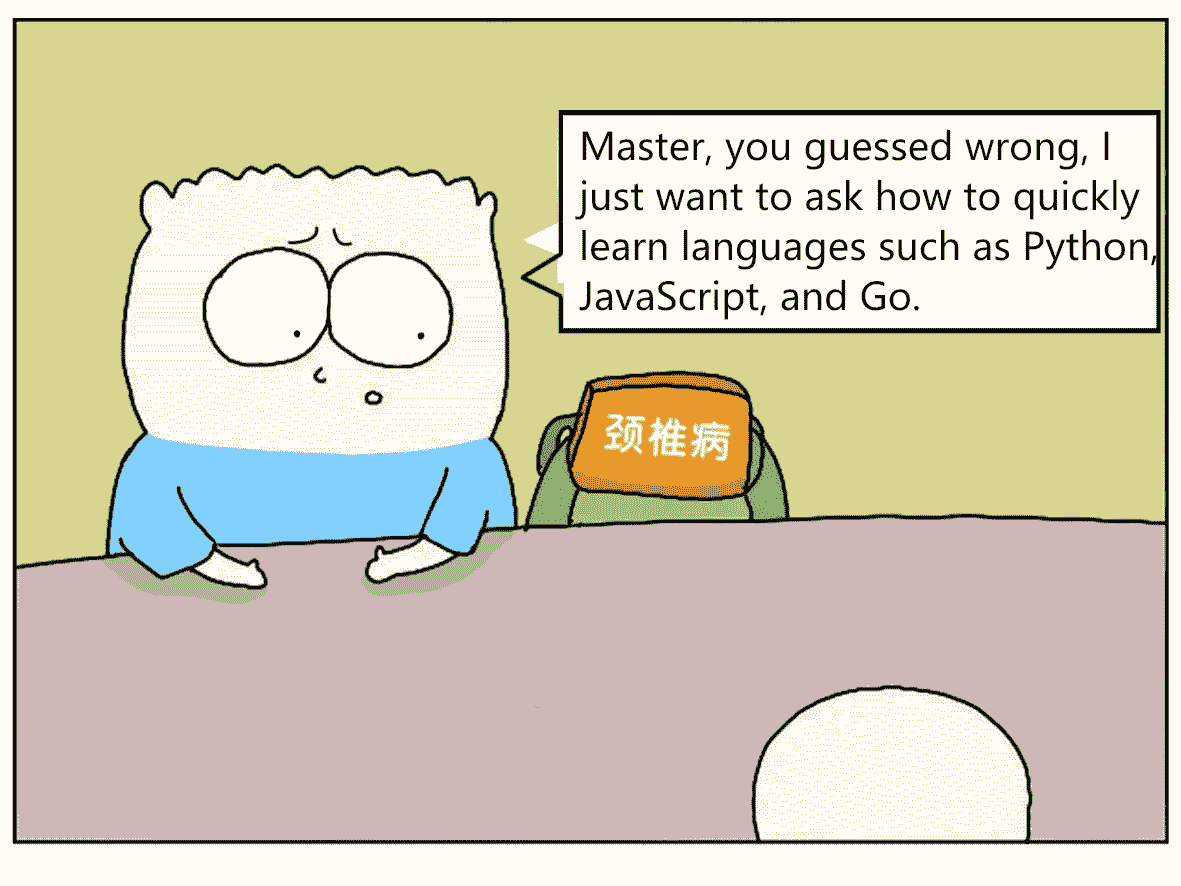 Master, you guessed wrong, I
just want to ask how to quickly
learn languages such as Python,
JavaScript, and Go.
颈椎病